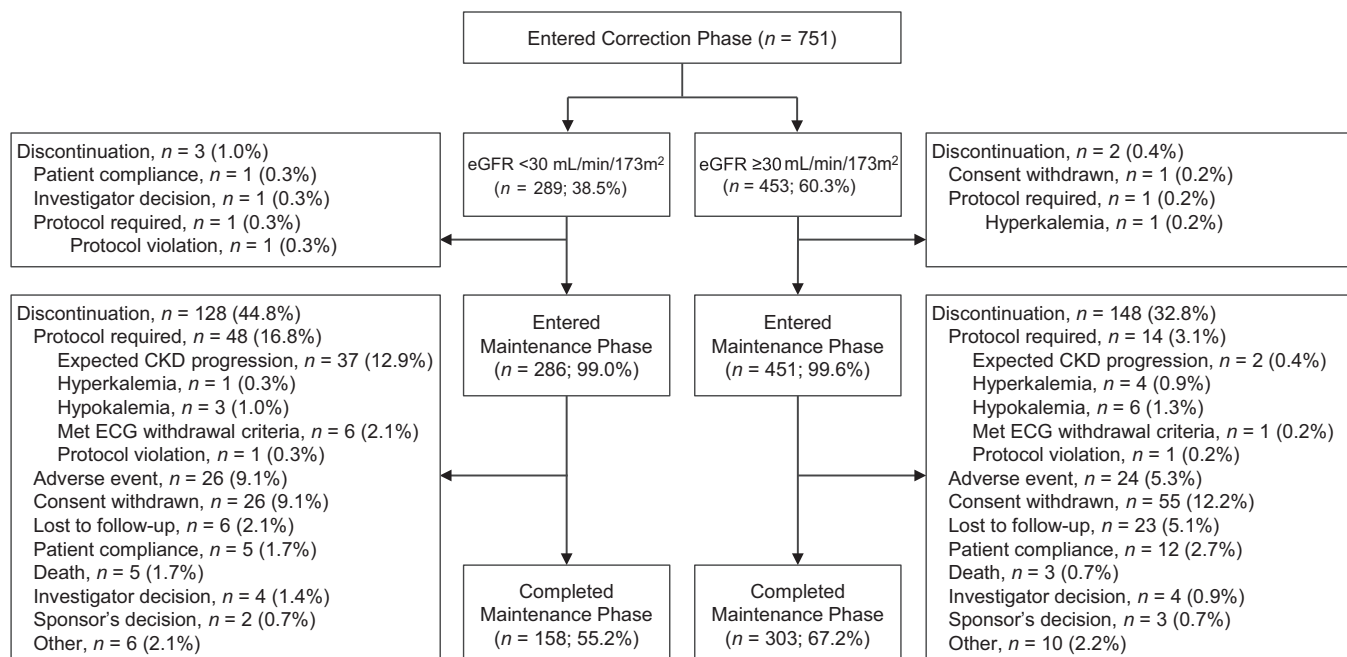 Entered Correction Phase (n = 751)
Discontinuation, n = 3 (1.0%)
Patient compliance, n = 1 (0.3%)
Investigator decision, n = 1 (0.3%)
Protocol required, n = 1 (0.3%)
Protocol violation, n = 1 (0.3%)
eGFR <30 mL/min/173m²
(n = 289; 38.5%)
eGFR ≥30 mL/min/173m²
(n = 453; 60.3%)
Discontinuation, n = 2 (0.4%)
Consent withdrawn, n = 1 (0.2%)
Protocol required, n = 1 (0.2%)
Hyperkalemia, n = 1 (0.2%)
Discontinuation, n = 128 (44.8%)
Protocol required, n = 48 (16.8%)
Expected CKD progression, n = 37 (12.9%)
Hyperkalemia, n = 1 (0.3%)
Hypokalemia, n = 3 (1.0%)
Met ECG withdrawal criteria, n = 6 (2.1%)
Protocol violation, n = 1 (0.3%)
Adverse event, n = 26 (9.1%)
Consent withdrawn, n = 26 (9.1%)
Lost to follow-up, n = 6 (2.1%)
Patient compliance, n = 5 (1.7%)
Death, n = 5 (1.7%)
Investigator decision, n = 4 (1.4%)
Sponsor's decision, n = 2 (0.7%)
Other, n = 6 (2.1%)
Entered
Maintenance Phase
(n = 286; 99.0%)
Entered
Maintenance Phase
(n = 451; 99.6%)
Discontinuation, n = 148 (32.8%)
Protocol required, n = 14 (3.1%)
Expected CKD progression, n = 2 (0.4%)
Hyperkalemia, n = 4 (0.9%)
Hypokalemia, n = 6 (1.3%)
Met ECG withdrawal criteria, n = 1 (0.2%)
Protocol violation, n = 1 (0.2%)
Adverse event, n = 24 (5.3%)
Consent withdrawn, n = 55 (12.2%)
Lost to follow-up, n = 23 (5.1%)
Patient compliance, n = 12 (2.7%)
Death, n = 3 (0.7%)
Investigator decision, n = 4 (0.9%)
Sponsor's decision, n = 3 (0.7%)
Other, n = 10 (2.2%)
Completed
Maintenance Phase
(n = 158; 55.2%)
Completed
Maintenance Phase
(n = 303; 67.2%)